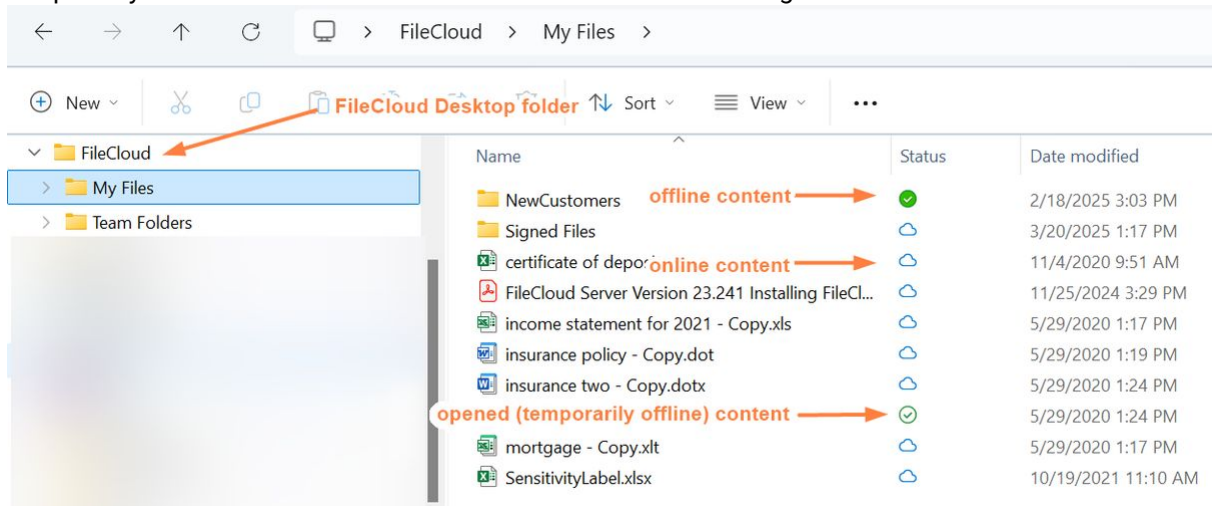 FileCloud > My Files >
New
FileCloud Desktop folder
Sort
View
FileCloud
My Files
Team Folders
Name Status Date modified
NewCustomers offline content 2/18/2025 3:03 PM
Signed Files 3/20/2025 1:17 PM
certificate of online content 11/4/2020 9:51 AM
FileCloud Server Version 23.241 Installing FileCl... 11/25/2024 3:29 PM
income statement for 2021 - Copy.xls 5/29/2020 1:17 PM
insurance policy - Copy.dot 5/29/2020 1:19 PM
insurance two - Copy.dotx 5/29/2020 1:24 PM
opened (temporarily offline) content 5/29/2020 1:24 PM
mortgage - Copy.xlt 5/29/2020 1:17 PM
SensitivityLabel.xlsx 10/19/2021 11:10 AM